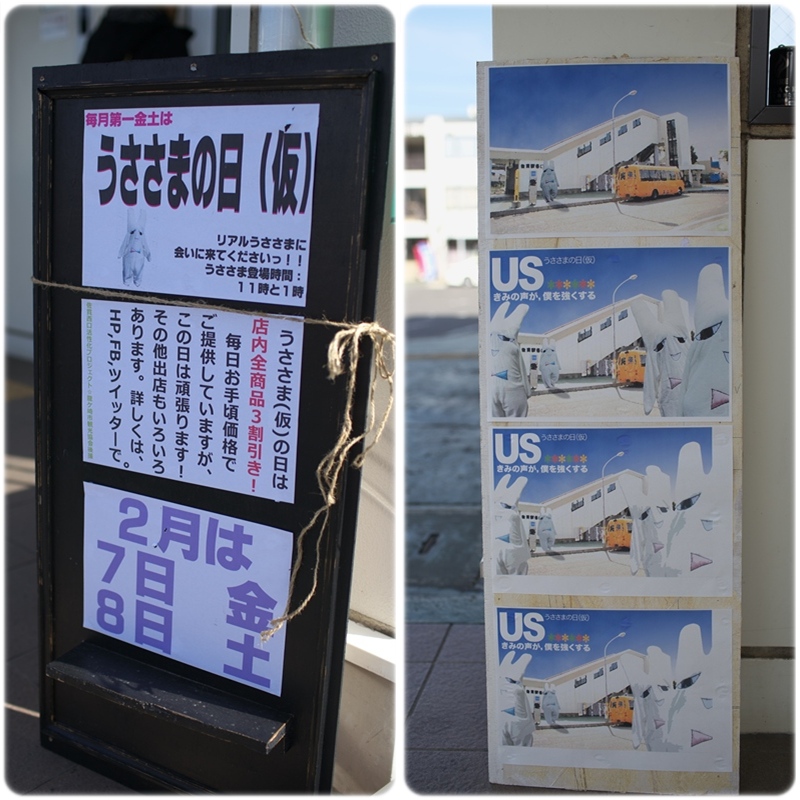 毎月第一金土は
うささまの日（仮）
リアルうささまに
会いに来てくださいっ！！
うささま登場時間：
11時と1時
うささま(仮)の日は
店内全商品3割引き！
毎日お手頃価格で
ご提供していますが、
この日は頑張ります！
その他出店もいろいろ
あります。詳しくは、
HP,FB,ツイッターで。
2月は
7日 金
8日 土
US うささまの日(仮)
きみの声が、僕を強くする
US うささまの日(仮)
きみの声が、僕を強くする
US うささまの日(仮)
きみの声が、僕を強くする